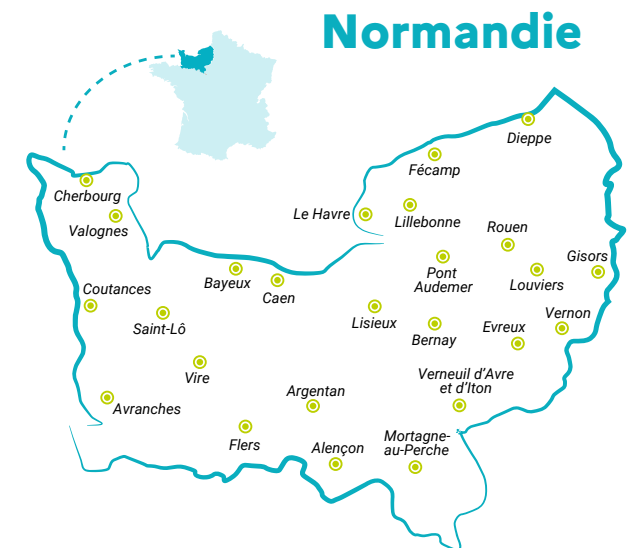 Normandie
Dieppe
Fécamp
Cherbourg
Le Havre
Lillebonne
Valognes
Rouen
Gisors
Pont
Audemer
Louviers
Bayeux
Caen
Coutances
Saint-Lô
Lisieux
Bernay
Evreux
Vernon
Vire
Verneuil d’Avre
et d’Iton
Argentan
Avranches
Flers
Alençon
Mortagne-
au-Perche